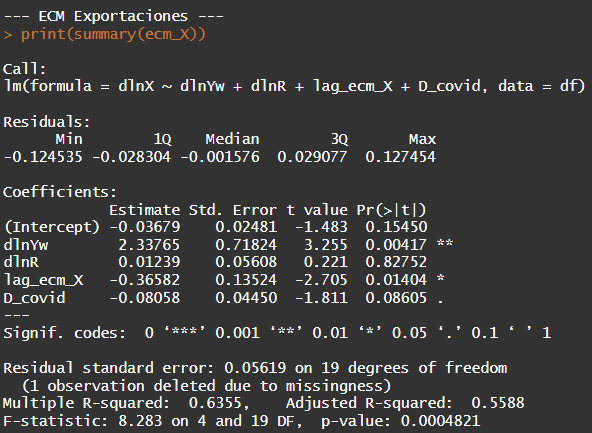 --- ECM Exportaciones ---
> print(summary(ecm_X))
Call:
lm(formula = dlnX ~ dlnYw + dlnR + lag_ecm_X + D_covid, data = df)
Residuals:
      Min        1Q    Median        3Q       Max
-0.124535 -0.028304 -0.001576  0.029077  0.127454
Coefficients:
            Estimate Std. Error t value Pr(>|t|)
(Intercept) -0.03679    0.02481  -1.483  0.15450
dlnYw        2.33765    0.71824   3.255  0.00417 **
dlnR         0.01239    0.05608   0.221  0.82752
lag_ecm_X   -0.36582    0.13524  -2.705  0.01404 *
D_covid     -0.08058    0.04450  -1.811  0.08605 .
---
Signif. codes:  0 ‘***’ 0.001 ‘**’ 0.01 ‘*’ 0.05 ‘.’ 0.1 ‘ ’ 1
Residual standard error: 0.05619 on 19 degrees of freedom
  (1 observation deleted due to missingness)
Multiple R-squared:  0.6355,    Adjusted R-squared:  0.5588
F-statistic: 8.283 on 4 and 19 DF,  p-value: 0.0004821